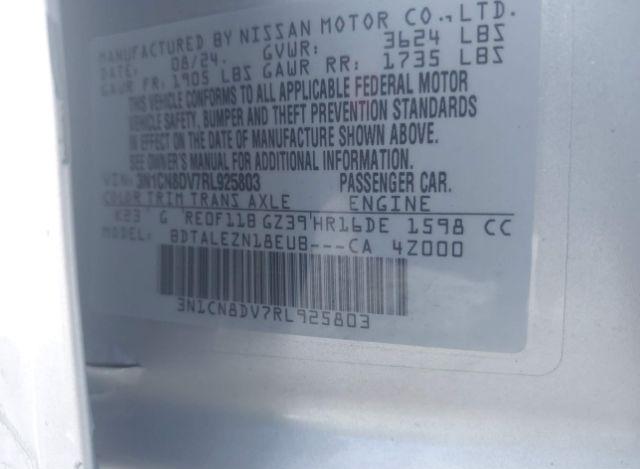 MANUFACTURED BY NISSAN MOTOR CO.,LTD.
DATE: 08/24. GVWR: 3624 LBS
GAWR FR: 1905 LBS GAWR RR: 1735 LBS
THIS VEHICLE CONFORMS TO ALL APPLICABLE FEDERAL MOTOR
VEHICLE SAFETY, BUMPER AND THEFT PREVENTION STANDARDS
IN EFFECT ON THE DATE OF MANUFACTURE SHOWN ABOVE.
SEE OWNER'S MANUAL FOR ADDITIONAL INFORMATION.
VIN: 3N1CN8DV7RL925803 PASSENGER CAR.
COLOR TRIM TRANS AXLE ENGINE
K23 G RE0F11B GZ39 HR16DE 1598 CC
MODEL: BDTALEZN18EUB---CA 4Z000
3N1CN8DV7RL925803